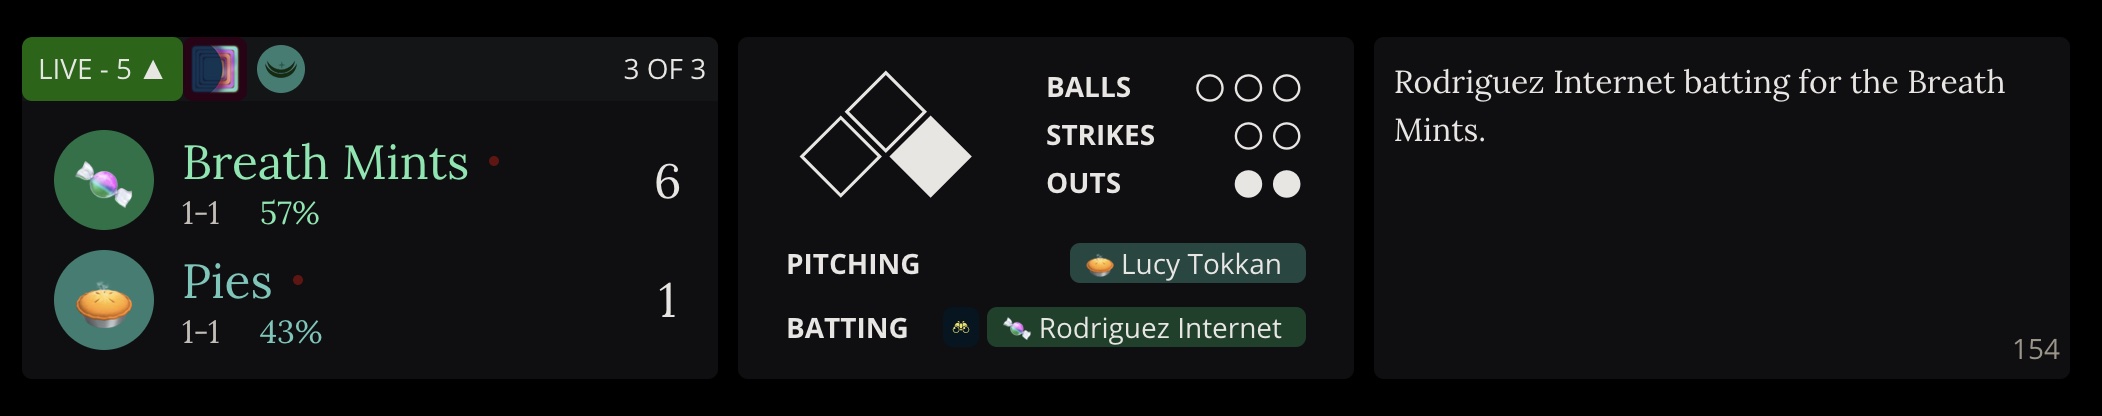 LIVE - 5 ▲
3 OF 3
Breath Mints
1-1 57%
6
Pies
1-1 43%
1
BALLS
STRIKES
OUTS
PITCHING Lucy Tokkan
BATTING Rodriguez Internet
Rodriguez Internet batting for the Breath
Mints.
154